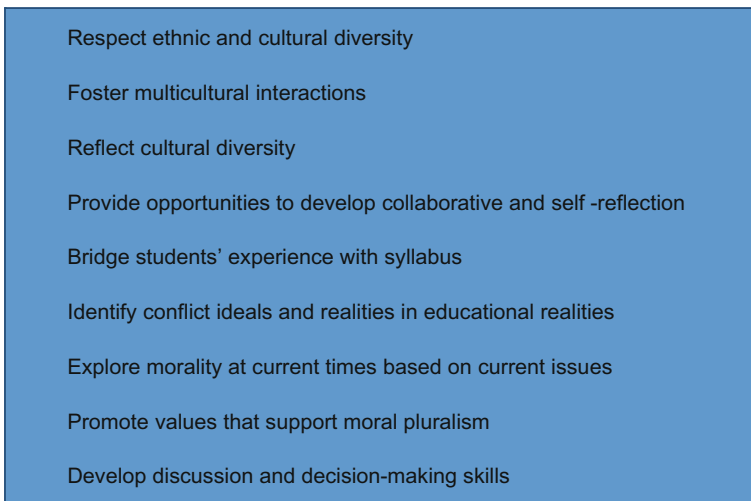 Respect ethnic and cultural diversity
Foster multicultural interactions
Reflect cultural diversity
Provide opportunities to develop collaborative and self -reflection
Bridge students’ experience with syllabus
Identify conflict ideals and realities in educational realities
Explore morality at current times based on current issues
Promote values that support moral pluralism
Develop discussion and decision-making skills